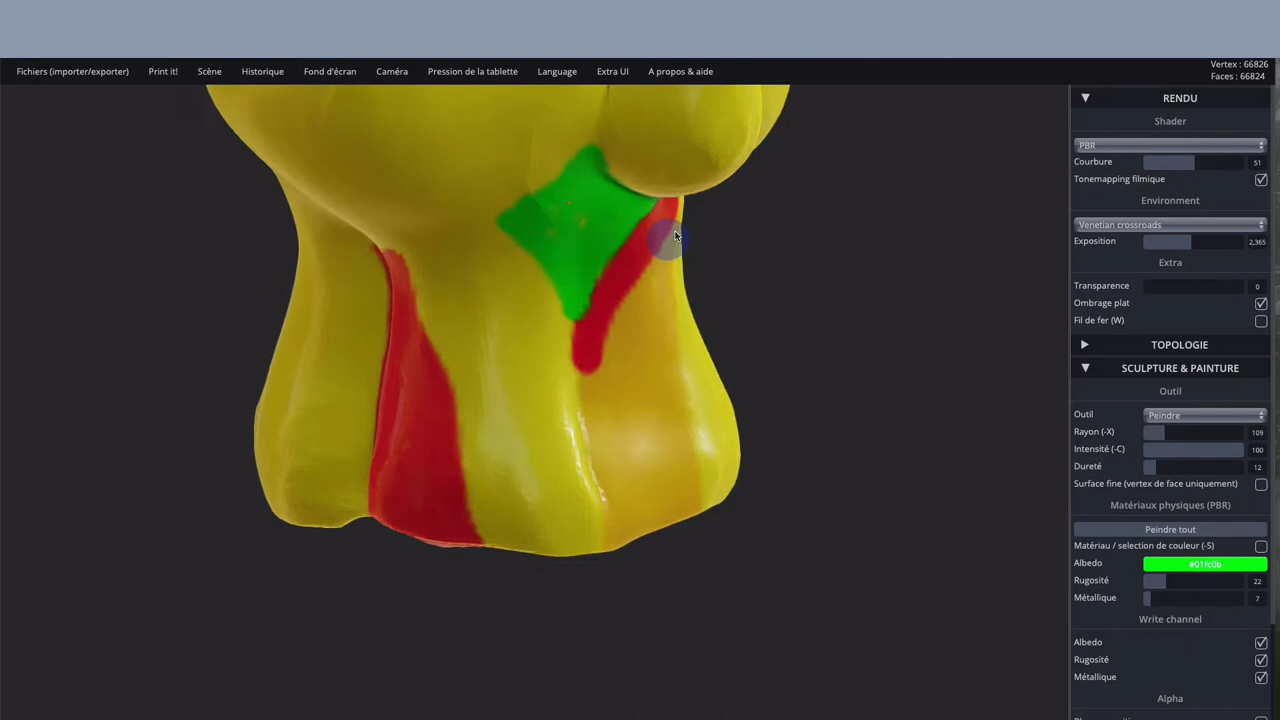 Fichiers (importer/exporter) Print it! Scène Historique Fond d'écran Caméra Pression de la tablette Language Extra UI A propos & aide
Vertex : 66826
Faces : 66824
RENDU
Shader
PBR
Courbure 51
Tonemapping filmique
Environment
Venetian crossroads
Exposition 2,365
Extra
Transparence 0
Ombrage plat
Fil de fer (W)
TOPOLOGIE
SCULPTURE & PAINTURE
Outil
Outil Peindre
Rayon (-X) 109
Intensité (-C) 100
Dureté 12
Surface fine (vertex de face uniquement)
Matériaux physiques (PBR)
Peindre tout
Matériau / selection de couleur (-S)
Albedo #01fc0b
Rugosité 22
Métallique 7
Write channel
Albedo
Rugosité
Métallique
Alpha